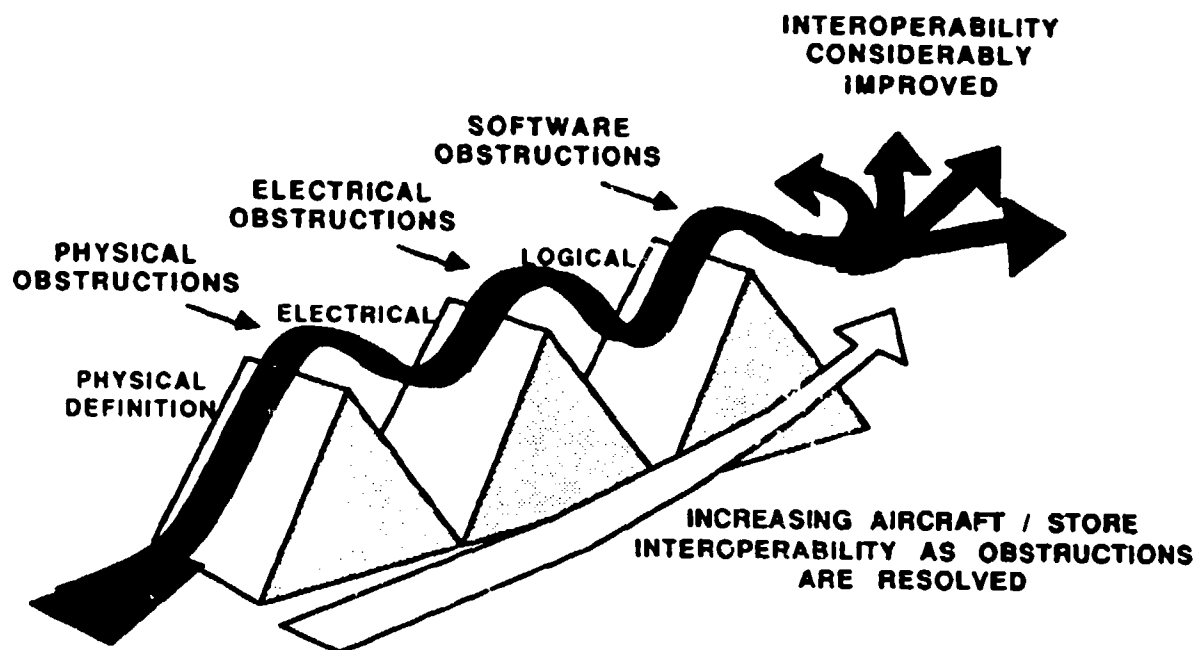 INTEROPERABILITY
CONSIDERABLY
IMPROVED
SOFTWARE
OBSTRUCTIONS
ELECTRICAL
OBSTRUCTIONS
PHYSICAL
OBSTRUCTIONS
LOGICAL
ELECTRICAL
PHYSICAL
DEFINITION
INCREASING AIRCRAFT / STORE
INTEROPERABILITY AS OBSTRUCTIONS
ARE RESOLVED